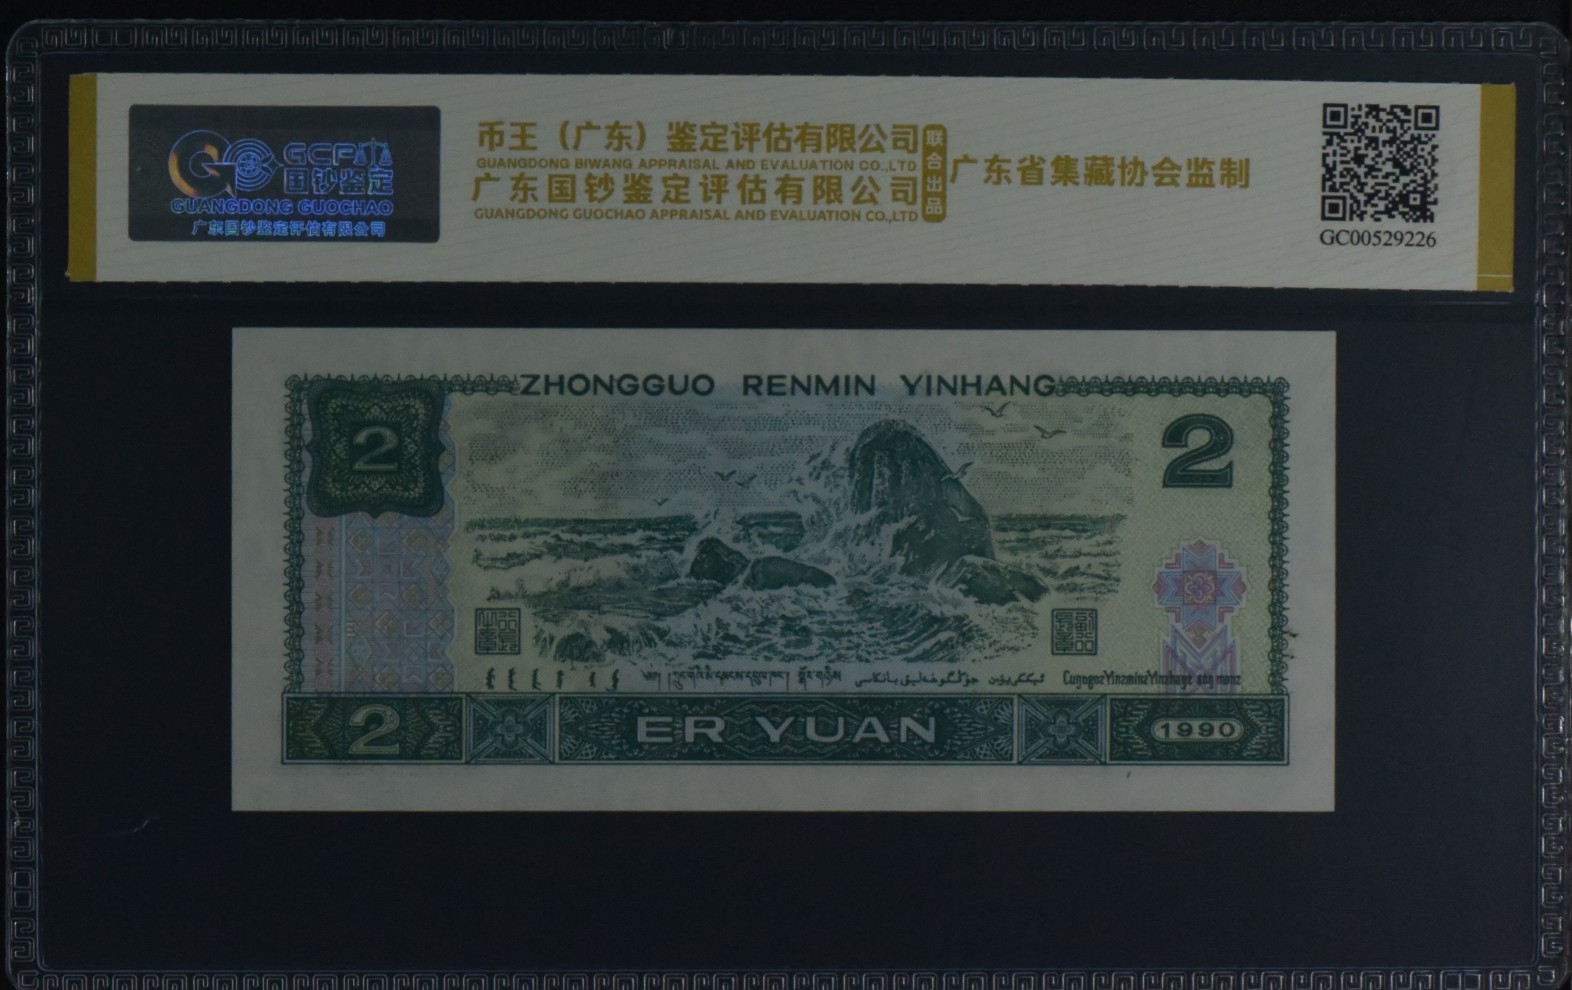 GCPA
国钞鉴定
GUANGDONG GUOCHAO
广东国钞鉴定评估有限公司
币王（广东）鉴定评估有限公司
GUANGDONG BIWANG APPRAISAL AND EVALUATION CO.,LTD
广东国钞鉴定评估有限公司
GUANGDONG GUOCHAO APPRAISAL AND EVALUATION CO.,LTD
联合出品
广东省集藏协会监制
GC00529226
ZHONGGUO RENMIN YINHANG
2
2
2
ER YUAN
1990